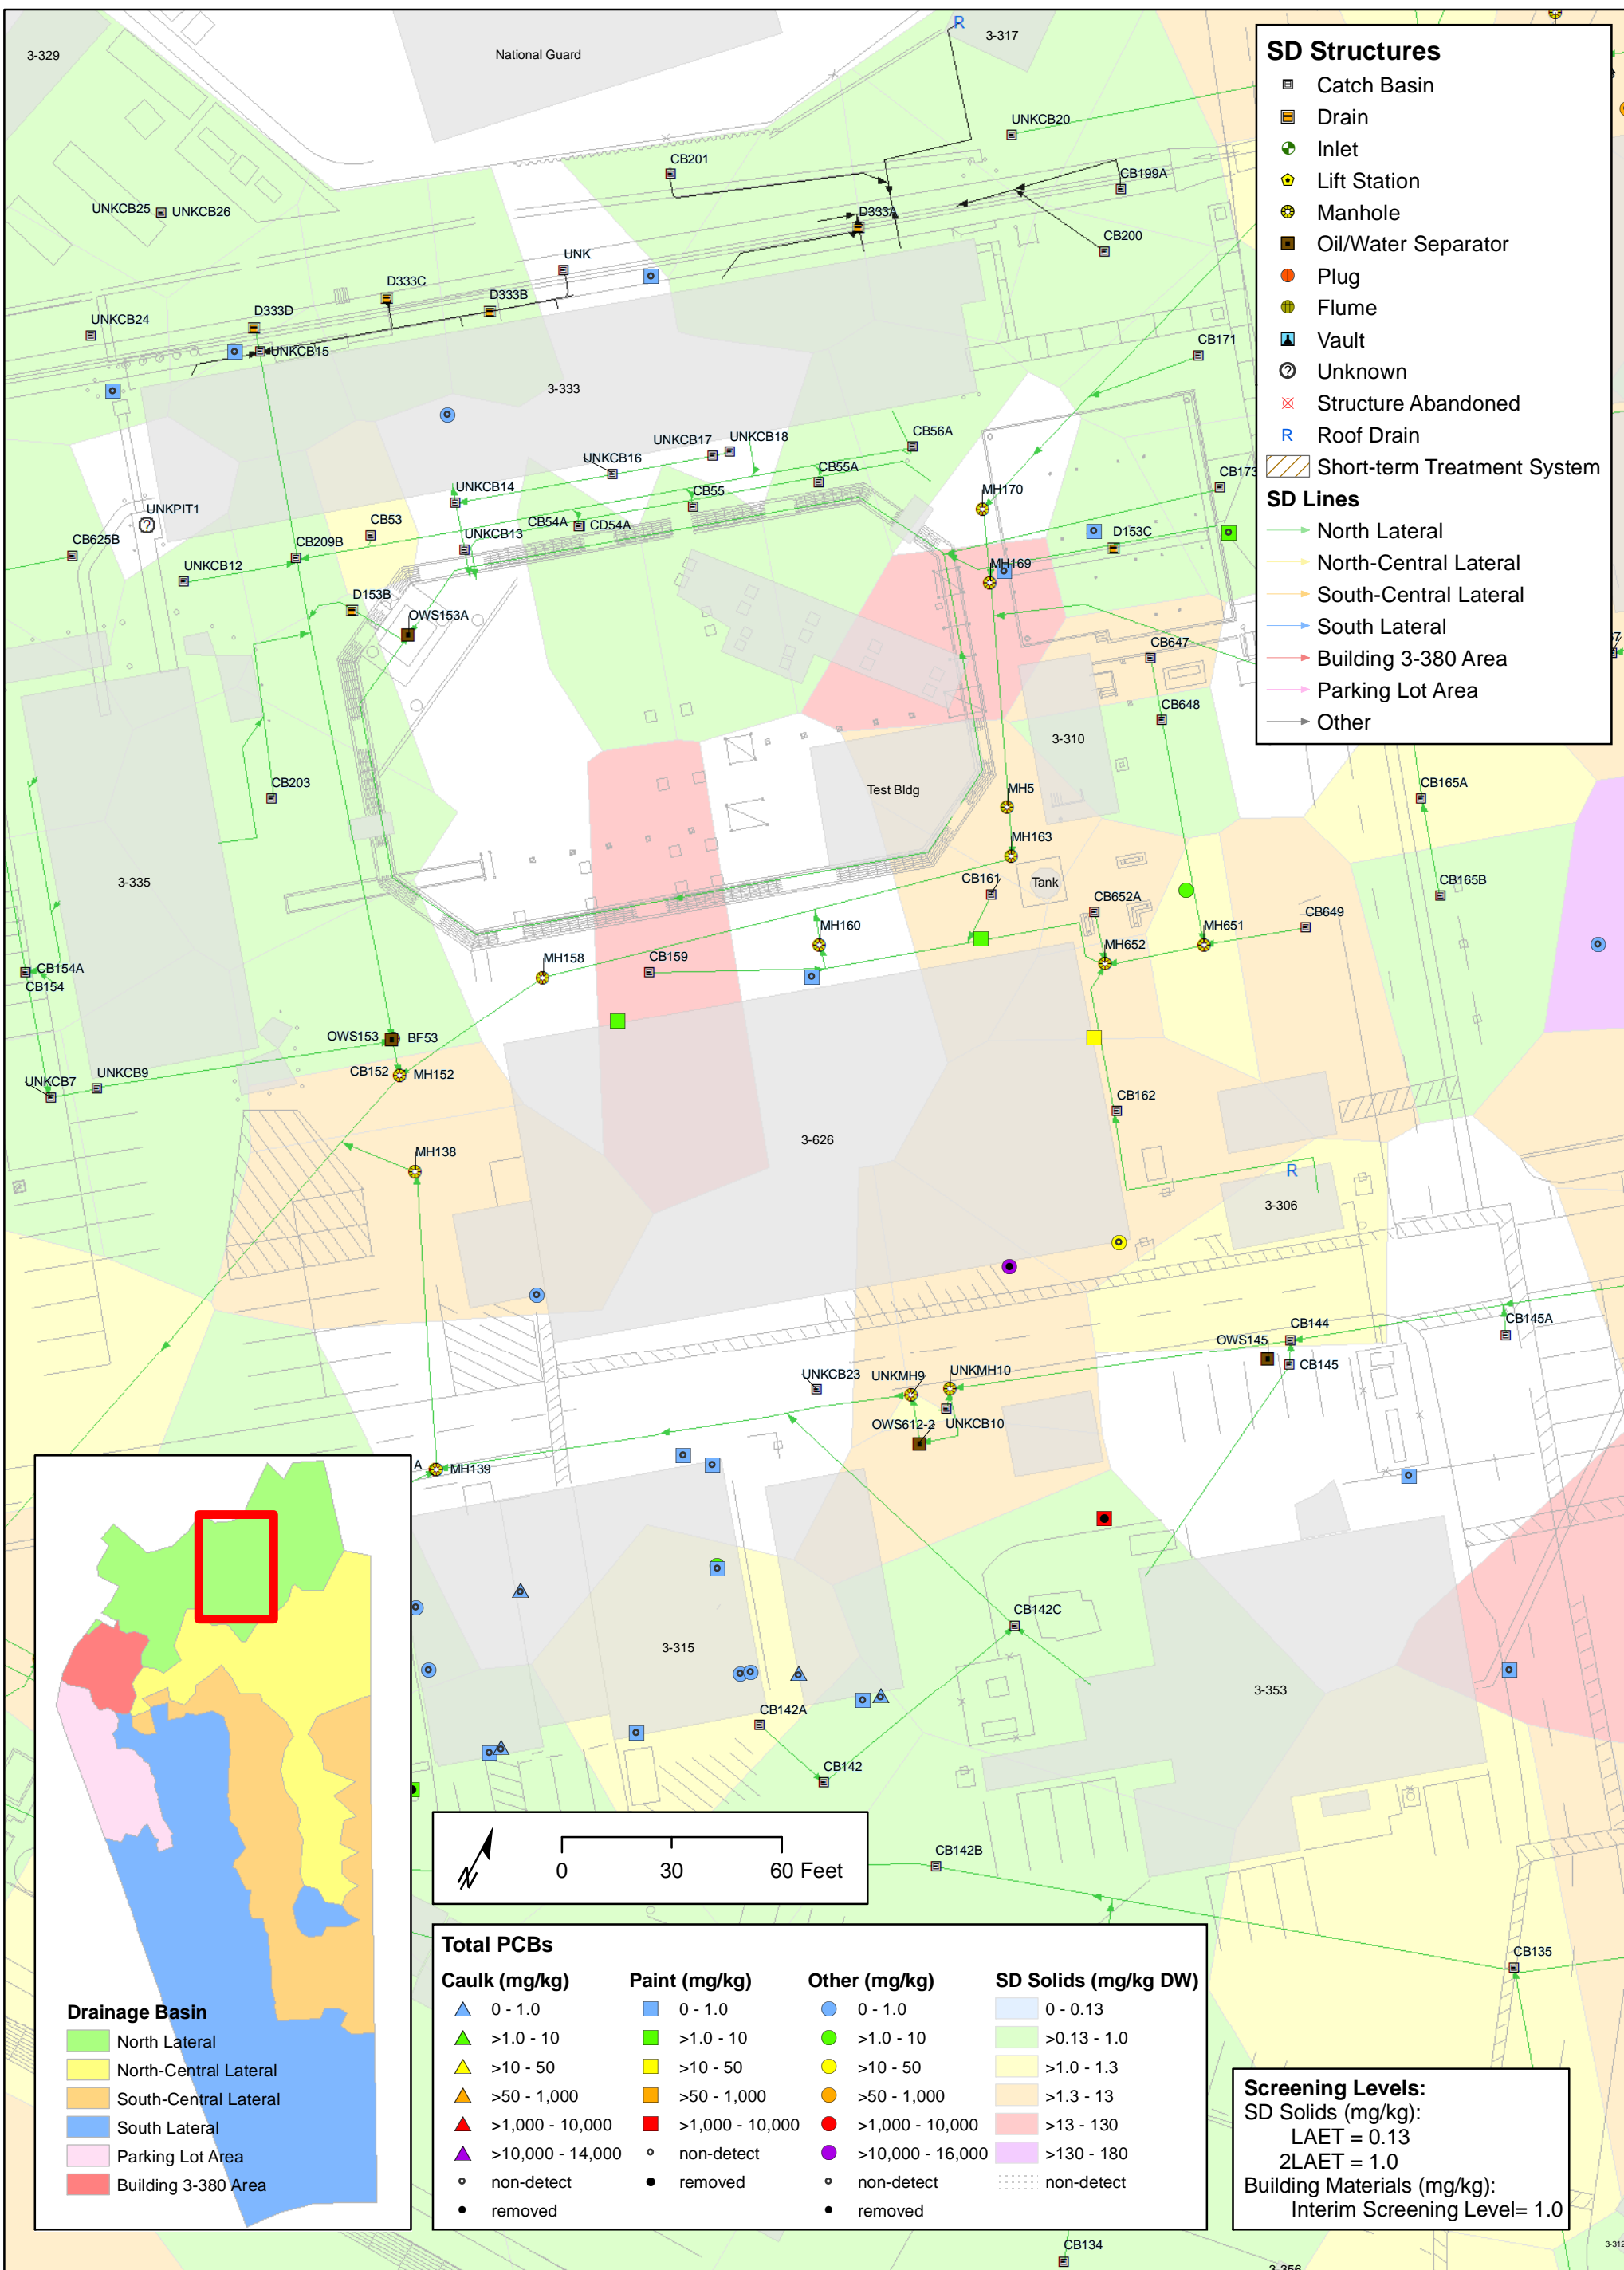 R
3-317
3-329
National Guard
UNKCB20
CB201
CB199A
UNKCB25
UNKCB26
D333A
CB200
UNK
D333C
D333B
D333D
UNKCB24
UNKCB15
CB171
3-333
UNKCB17
UNKCB18
CB56A
UNKCB16
CB55A
CB173
UNKCB14
MH170
UNKPIT1
CB55
CB53
CB54A
CD54A
UNKCB13
D153C
CB625B
CB209B
MH169
UNKCB12
D153B
OWS153A
CB647
CB648
3-310
CB203
Test Bldg
MH5
CB165A
MH163
3-335
CB161
Tank
CB165B
CB652A
MH160
MH651
CB649
MH652
MH158
CB159
CB154A
CB154
OWS153
BF53
CB152
MH152
UNKCB9
UNKCB7
CB162
3-626
MH138
R
3-306
CB144
CB145A
OWS145
CB145
UNKCB23
UNKMH9
UNKMH10
OWS612-2
UNKCB10
A
MH139
CB142C
3-315
3-353
CB142A
CB142
CB142B
CB135
CB134
3-356
3-312
SD Structures
Catch Basin
Drain
Inlet
Lift Station
Manhole
Oil/Water Separator
Plug
Flume
Vault
? Unknown
Structure Abandoned
R Roof Drain
Short-term Treatment System
SD Lines
North Lateral
North-Central Lateral
South-Central Lateral
South Lateral
Building 3-380 Area
Parking Lot Area
Other
Drainage Basin
North Lateral
North-Central Lateral
South-Central Lateral
South Lateral
Parking Lot Area
Building 3-380 Area
N
0 30 60 Feet
Total PCBs
Caulk (mg/kg) Paint (mg/kg) Other (mg/kg) SD Solids (mg/kg DW)
0 - 1.0 0 - 1.0 0 - 1.0 0 - 0.13
>1.0 - 10 >1.0 - 10 >1.0 - 10 >0.13 - 1.0
>10 - 50 >10 - 50 >10 - 50 >1.0 - 1.3
>50 - 1,000 >50 - 1,000 >50 - 1,000 >1.3 - 13
>1,000 - 10,000 >1,000 - 10,000 >1,000 - 10,000 >13 - 130
>10,000 - 14,000 non-detect >10,000 - 16,000 >130 - 180
non-detect removed non-detect non-detect
removed removed
Screening Levels:
SD Solids (mg/kg):
LAET = 0.13
2LAET = 1.0
Building Materials (mg/kg):
Interim Screening Level= 1.0